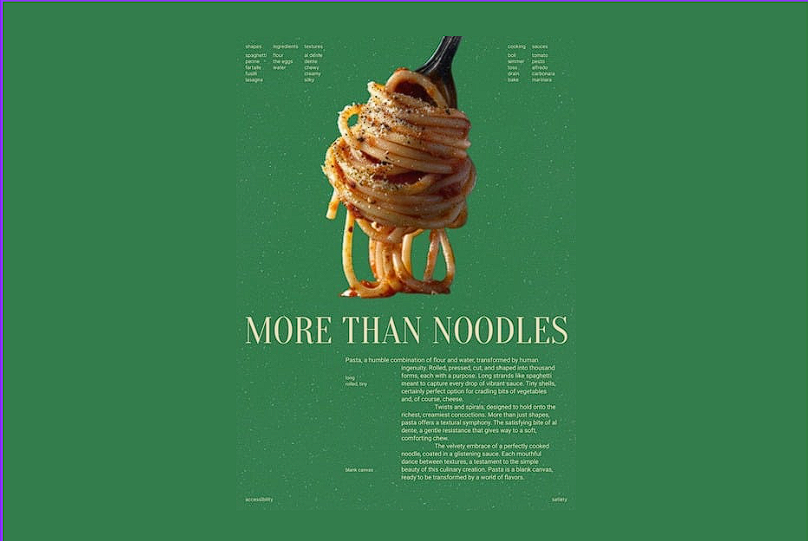 shapes ingredients textures cooking sauces
spaghetti flour al dente boil tomato
penne the eggs dente simmer pesto
farfalle water chewy toss alfredo
fusilli creamy drain carbonara
lasagna silky bake marinara
MORE THAN NOODLES
Pasta, a humble combination of flour and water, transformed by human
ingenuity. Rolled, pressed, cut, and shaped into thousand
forms, each with a purpose. Long strands like spaghetti
long
meant to capture every drop of vibrant sauce. Tiny shells,
rolled, tiny
certainly perfect option for cradling bits of vegetables
and, of course, cheese.
Twists and spirals, designed to hold onto the
richest, creamiest concoctions. More than just shapes,
pasta offers a textural symphony. The satisfying bite of al
dente, a gentle resistance that gives way to a soft,
comforting chew.
The velvety embrace of a perfectly cooked
noodle, coated in a glistening sauce. Each mouthful
dance between textures, a testament to the simple
blank canvas
beauty of this culinary creation. Pasta is a blank canvas,
ready to be transformed by a world of flavors.
accessibility satiety